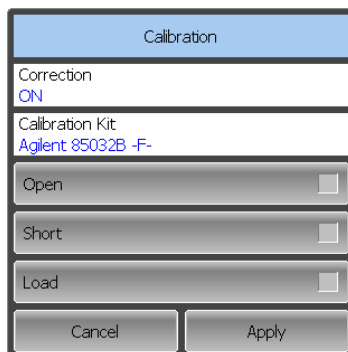 Calibration
Correction
ON
Calibration Kit
Agilent 85032B -F-
Open
Short
Load
Cancel Apply